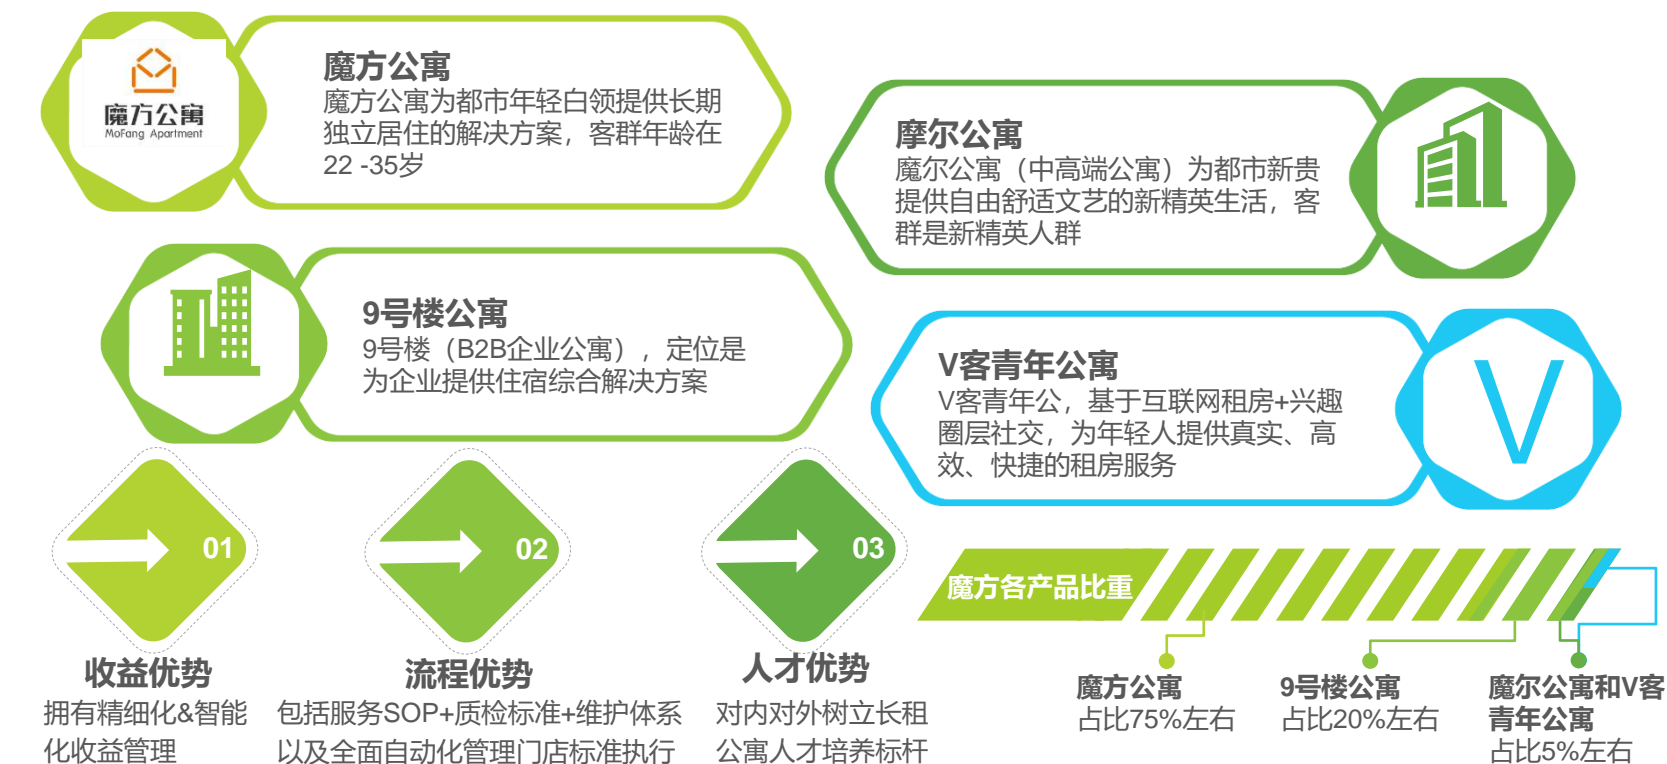 魔方公寓
MoFang Apartment
魔方公寓
魔方公寓为都市年轻白领提供长期
独立居住的解决方案，客群年龄在
22 -35岁
摩尔公寓
魔尔公寓（中高端公寓）为都市新贵
提供自由舒适文艺的新精英生活，客
群是新精英人群
9号楼公寓
9号楼（B2B企业公寓），定位是
为企业提供住宿综合解决方案
V客青年公寓
V客青年公，基于互联网租房+兴趣
圈层社交，为年轻人提供真实、高
效、快捷的租房服务
V
01
收益优势
拥有精细化&智能
化收益管理
02
流程优势
包括服务SOP+质检标准+维护体系
以及全面自动化管理门店标准执行
03
人才优势
对内对外树立长租
公寓人才培养标杆
魔方各产品比重
魔方公寓
占比75%左右
9号楼公寓
占比20%左右
魔尔公寓和V客
青年公寓
占比5%左右